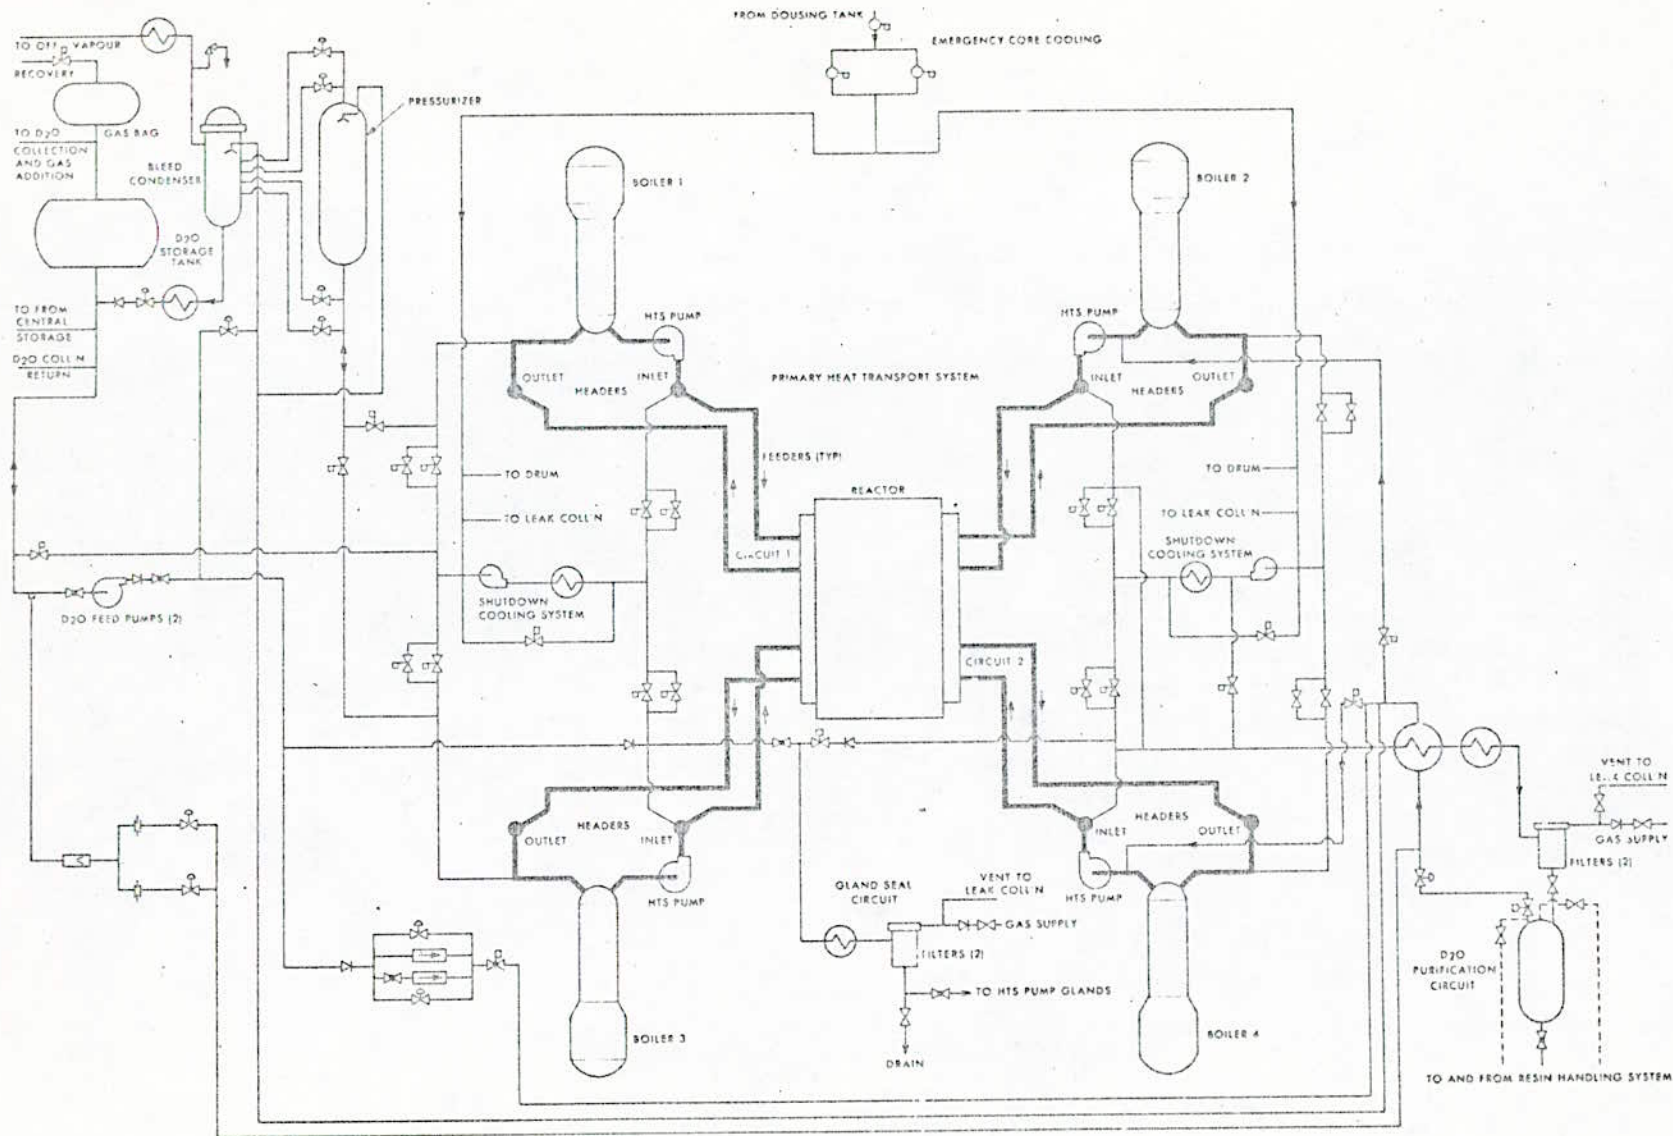 FROM DOUSING TANK
EMERGENCY CORE COOLING
TO OFF VAPOUR
RECOVERY
PRESSURIZER
GAS BAG
TO D2O
COLLECTION
AND GAS
ADDITION
BLEED
CONDENSER
BOILER 1
BOILER 2
D2O
STORAGE
TANK
TO FROM
CENTRAL
STORAGE
D2O COLL'N
RETURN
HTS PUMP
HTS PUMP
OUTLET
HEADERS
INLET
PRIMARY HEAT TRANSPORT SYSTEM
INLET
HEADERS
OUTLET
FEEDERS (TYP)
TO DRUM
TO DRUM
REACTOR
TO LEAK COLL'N
TO LEAK COLL'N
CIRCUIT 1
SHUTDOWN
COOLING SYSTEM
SHUTDOWN
COOLING SYSTEM
D2O FEED PUMPS (2)
CIRCUIT 2
VENT TO
LEAK COLL'N
OUTLET
HEADERS
INLET
INLET
HEADERS
OUTLET
GAS SUPPLY
FILTERS (2)
HTS PUMP
GLAND SEAL
CIRCUIT
VENT TO
LEAK COLL'N
HTS PUMP
GAS SUPPLY
FILTERS (2)
D2O
PURIFICATION
CIRCUIT
TO HTS PUMP GLANDS
BOILER 3
BOILER 4
DRAIN
TO AND FROM RESIN HANDLING SYSTEM